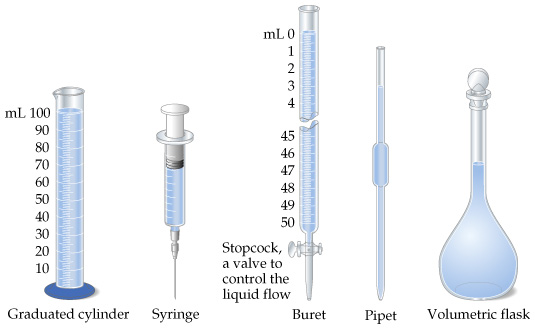 mL 100
90
80
70
60
50
40
30
20
10
Graduated cylinder
Syringe
mL 0
1
2
3
4
45
46
47
48
49
50
Stopcock,
a valve to
control the
liquid flow
Buret
Pipet
Volumetric flask